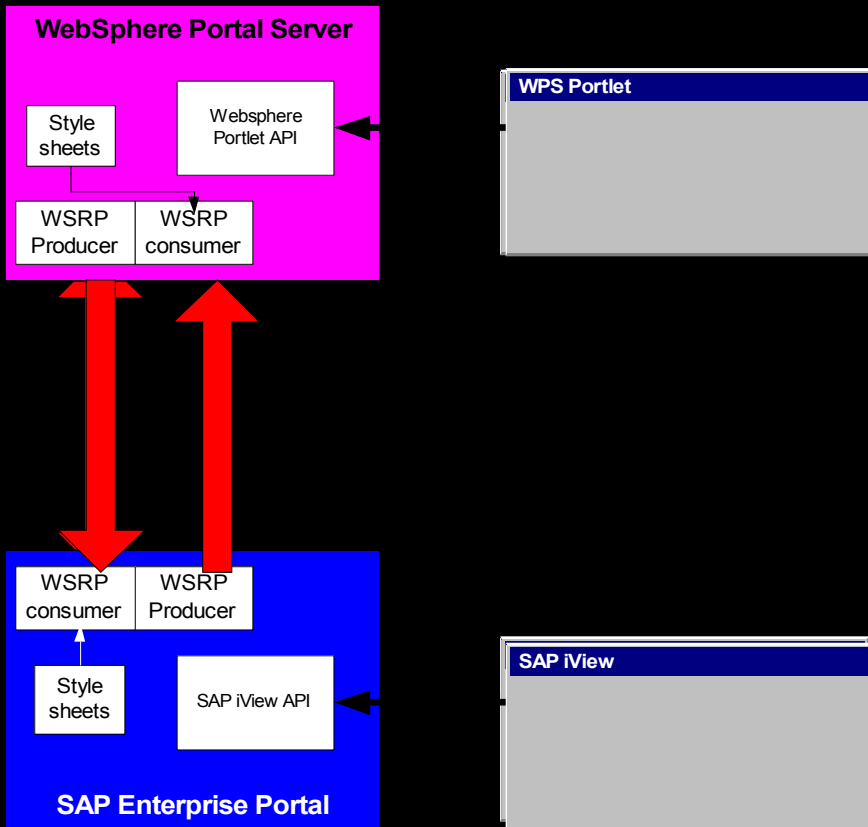 WebSphere Portal Server
Style
sheets
Websphere
Portlet API
WSRP
Producer
WSRP
consumer
WPS Portlet
WSRP
consumer
WSRP
Producer
Style
sheets
SAP iView API
SAP Enterprise Portal
SAP iView